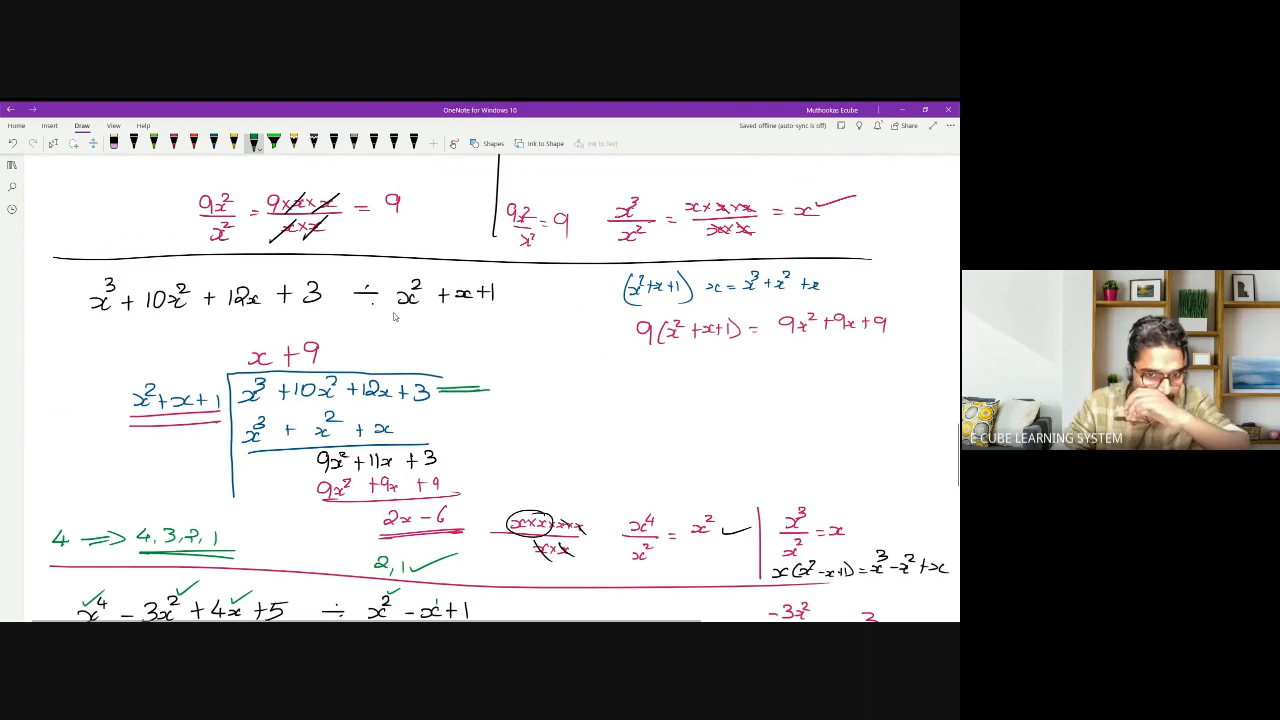 OneNote for Windows 10
Muthookas Ecube
Home Insert Draw View Help
Saved offline (auto-sync is off)
Share
Shapes
Ink to Shape
Ink to Text
9x²/x² = 9×x×x/x×x = 9
9x²/x² = 9
x³/x² = x×x×x/x×x = x ✓
x³ + 10x² + 12x + 3 ÷ x² + x + 1
(x²+x+1) x = x³ + x² + x
9(x²+x+1) = 9x²+9x+9
x + 9
x²+x+1
x³ + 10x² + 12x + 3
x³ + x² + x
9x² + 11x + 3
9x² + 9x + 9
2x - 6
4 ⇒ 4, 3, 2, 1
2, 1 ✓
x×x×x×x/x×x
x⁴/x² = x² ✓
x³/x² = x
x(x²-x+1) = x³-x²+x
x⁴ - 3x² + 4x + 5 ÷ x² - x + 1
-3x²
E CUBE LEARNING SYSTEM